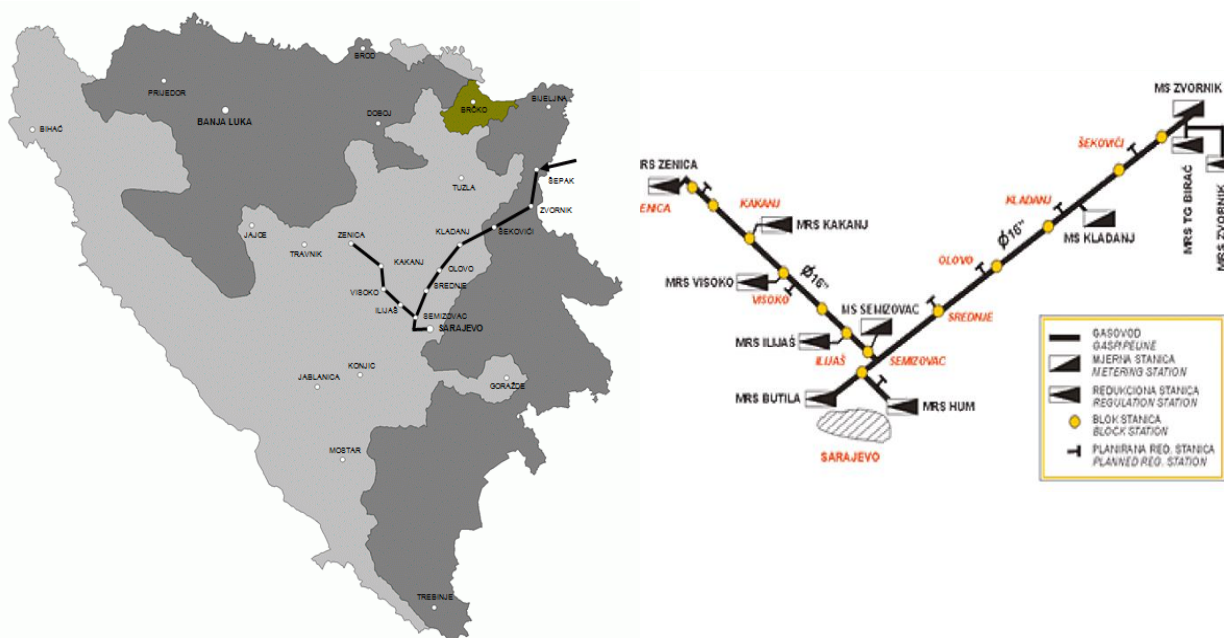 BROD
PRIJEDOR
BRČKO
BIJELJINA
BANJA LUKA
DOBOJ
BIHAĆ
TUZLA
ŠEPAK
ZVORNIK
JAJCE
ZENICA
TRAVNIK
KLADANJ
ŠEKOVIĆI
KAKANJ
OLOVO
VISOKO
SREDNJE
ILIJAŠ
SEMIZOVAC
SARAJEVO
KONJIC
JABLANICA
GORAŽDE
MOSTAR
TREBINJE
MS ZVORNIK
ŠEKOVIĆI
RS ZENICA
ENICA
KAKANJ
MRS KAKANJ
KLADANJ
MS KLADANJ
MRS TG BIRAČ
MRS ZVORNIK
Ø16"
Ø16"
OLOVO
MRS VISOKO
VISOKO
MS SEMIZOVAC
SREDNJE
MRS ILIJAŠ
ILIJAŠ
SEMIZOVAC
MRS BUTILA
MRS HUM
SARAJEVO
GASOVOD
GASPIPELINE
MJERNA STANICA
METERING STATION
REDUKCIONA STANICA
REGULATION STATION
BLOK STANICA
BLOCK STATION
PLANIRANA RED. STANICA
PLANNED REG. STATION